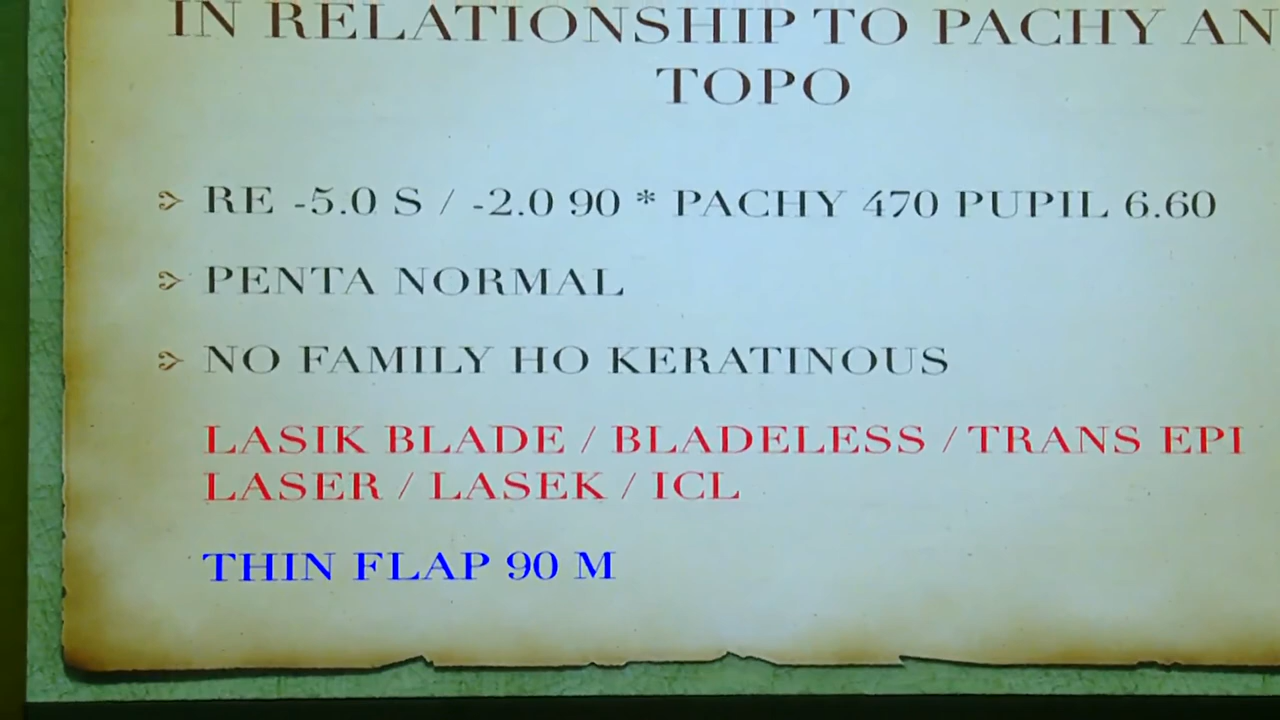 IN RELATIONSHIP TO PACHY AN
TOPO
RE -5.0 S / -2.0 90 * PACHY 470 PUPIL 6.60
PENTA NORMAL
NO FAMILY HO KERATINOUS
LASIK BLADE / BLADELESS / TRANS EPI
LASER / LASEK / ICL
THIN FLAP 90 M